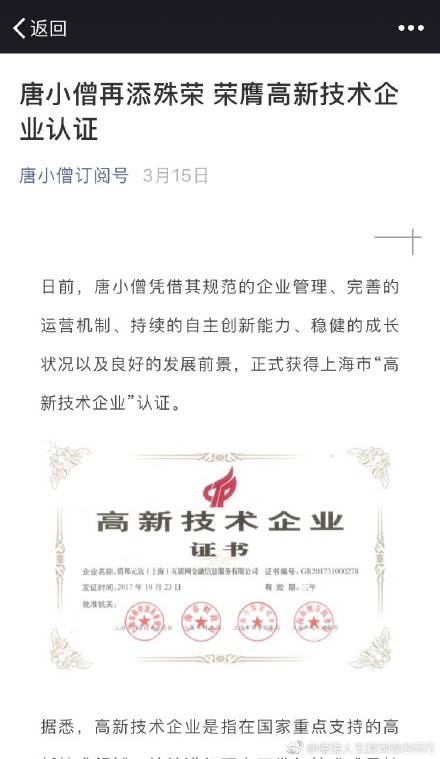 返回
唐小僧再添殊荣 荣膺高新技术企
业认证
唐小僧订阅号 3月15日
日前，唐小僧凭借其规范的企业管理、完善的
运营机制、持续的自主创新能力、稳健的成长
状况以及良好的发展前景，正式获得上海市“高
新技术企业”认证。
高新技术企业
证书
企业名称：资邦元达（上海）互联网金融信息服务有限公司 证书编号：GR201731000278
发证时间：2017年10月23日 有效期：三年
批准机关：
据悉，高新技术企业是指在国家重点支持的高